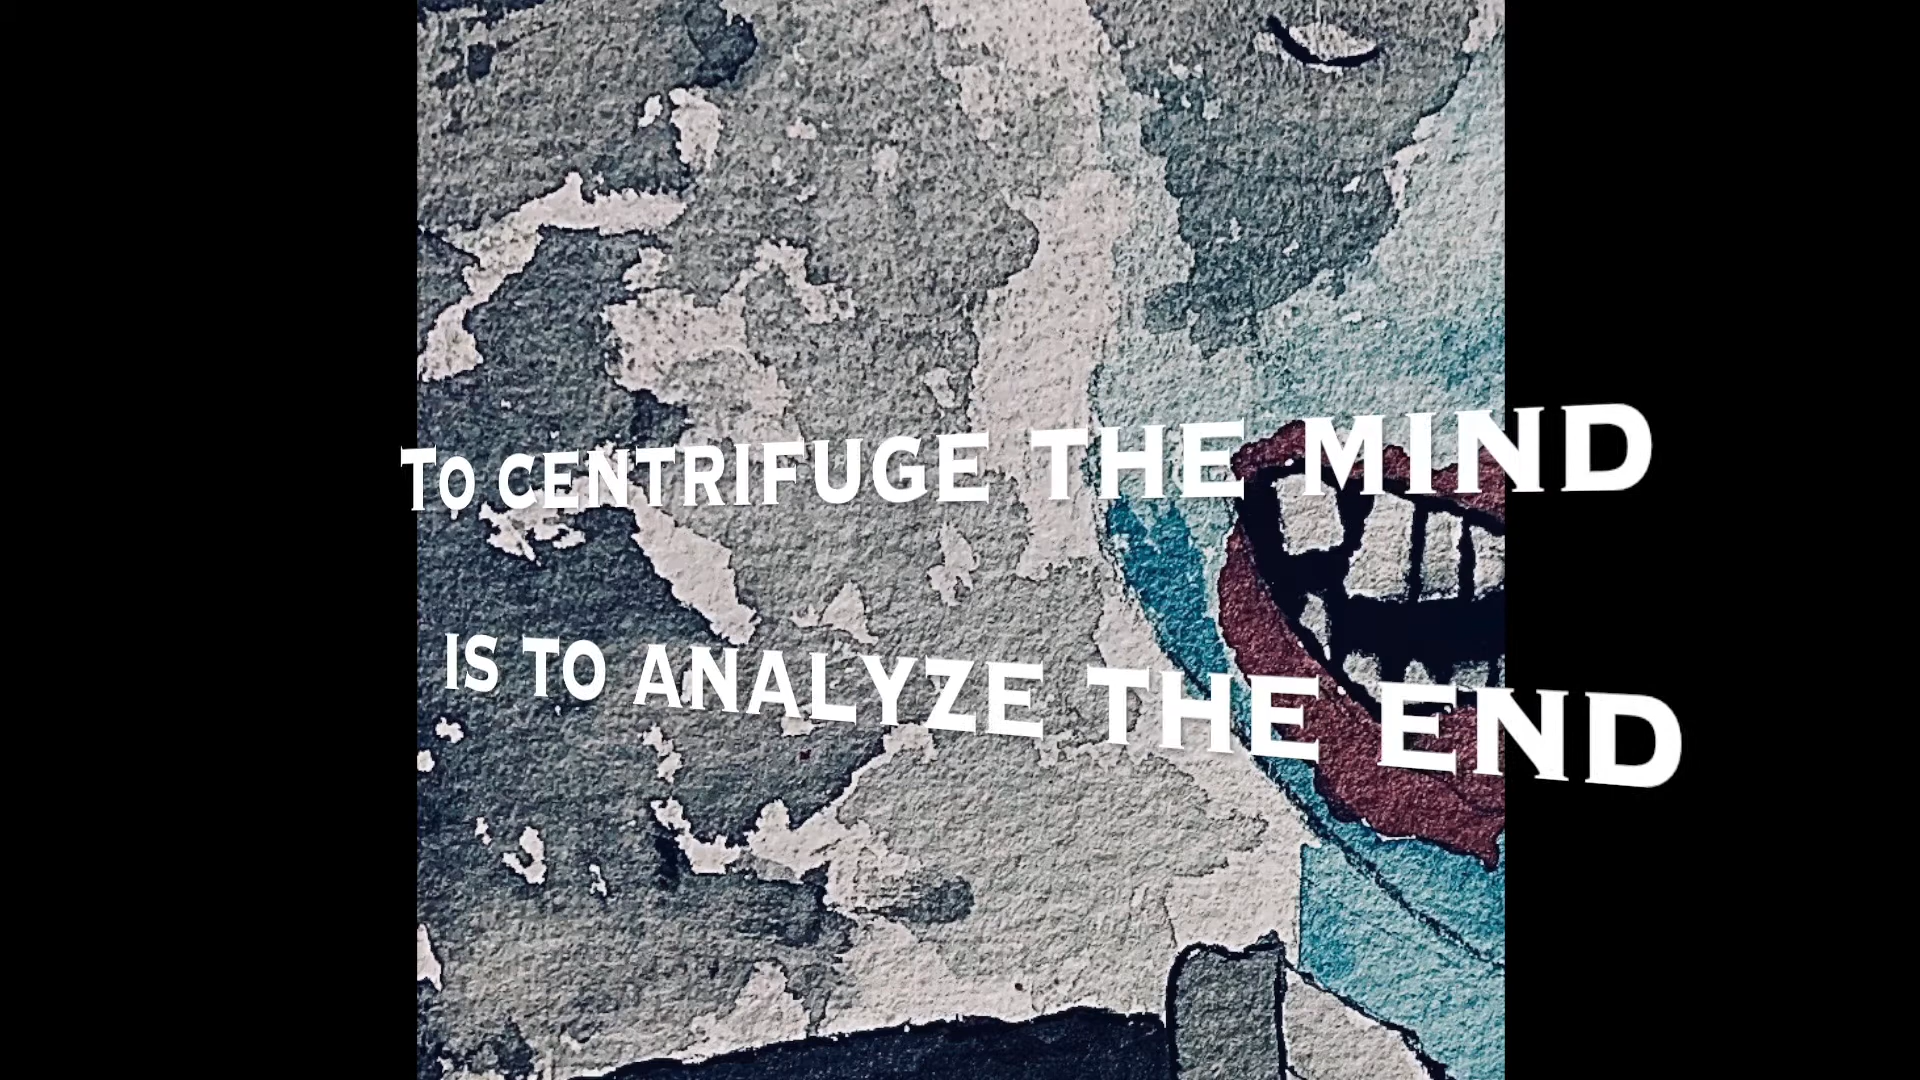 To CENTRIFUGE THE MIND
IS TO ANALYZE THE END